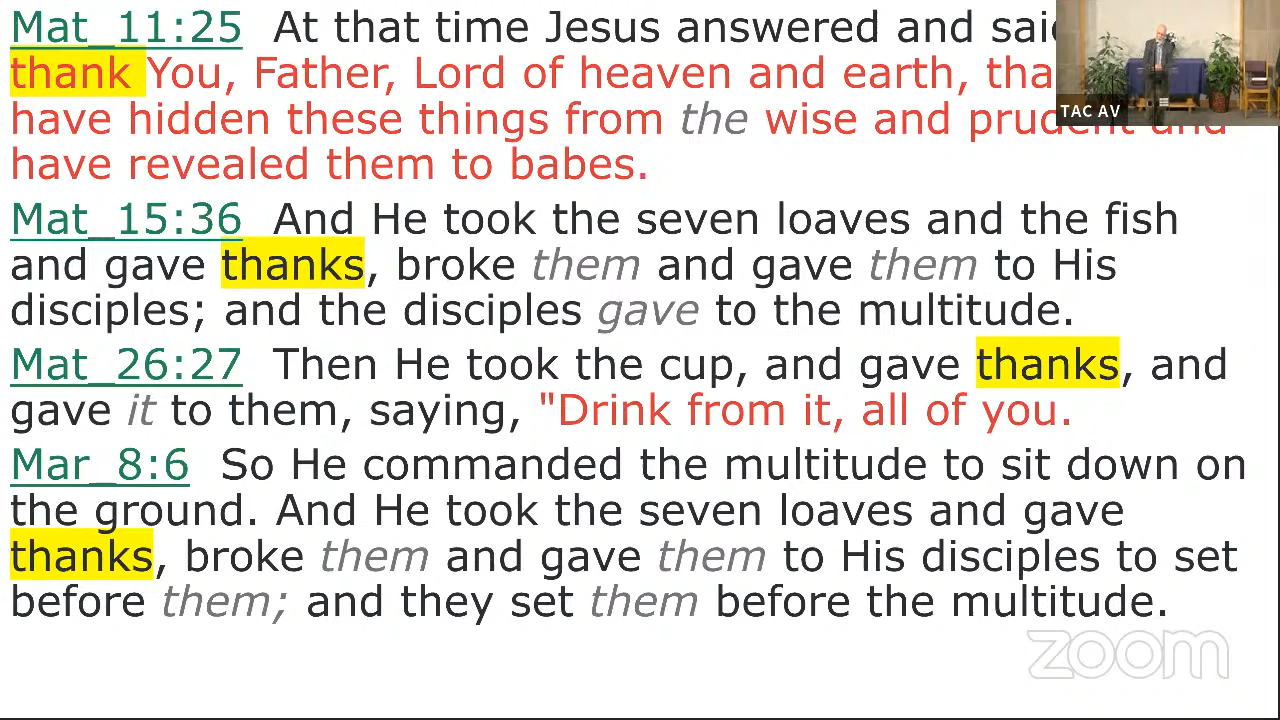 Mat_11:25 At that time Jesus answered and said
thank You, Father, Lord of heaven and earth, tha
have hidden these things from the wise and prudent and
have revealed them to babes.
Mat_15:36 And He took the seven loaves and the fish
and gave thanks, broke them and gave them to His
disciples; and the disciples gave to the multitude.
Mat_26:27 Then He took the cup, and gave thanks, and
gave it to them, saying, "Drink from it, all of you.
Mar_8:6 So He commanded the multitude to sit down on
the ground. And He took the seven loaves and gave
thanks, broke them and gave them to His disciples to set
before them; and they set them before the multitude.
TAC AV
zoom